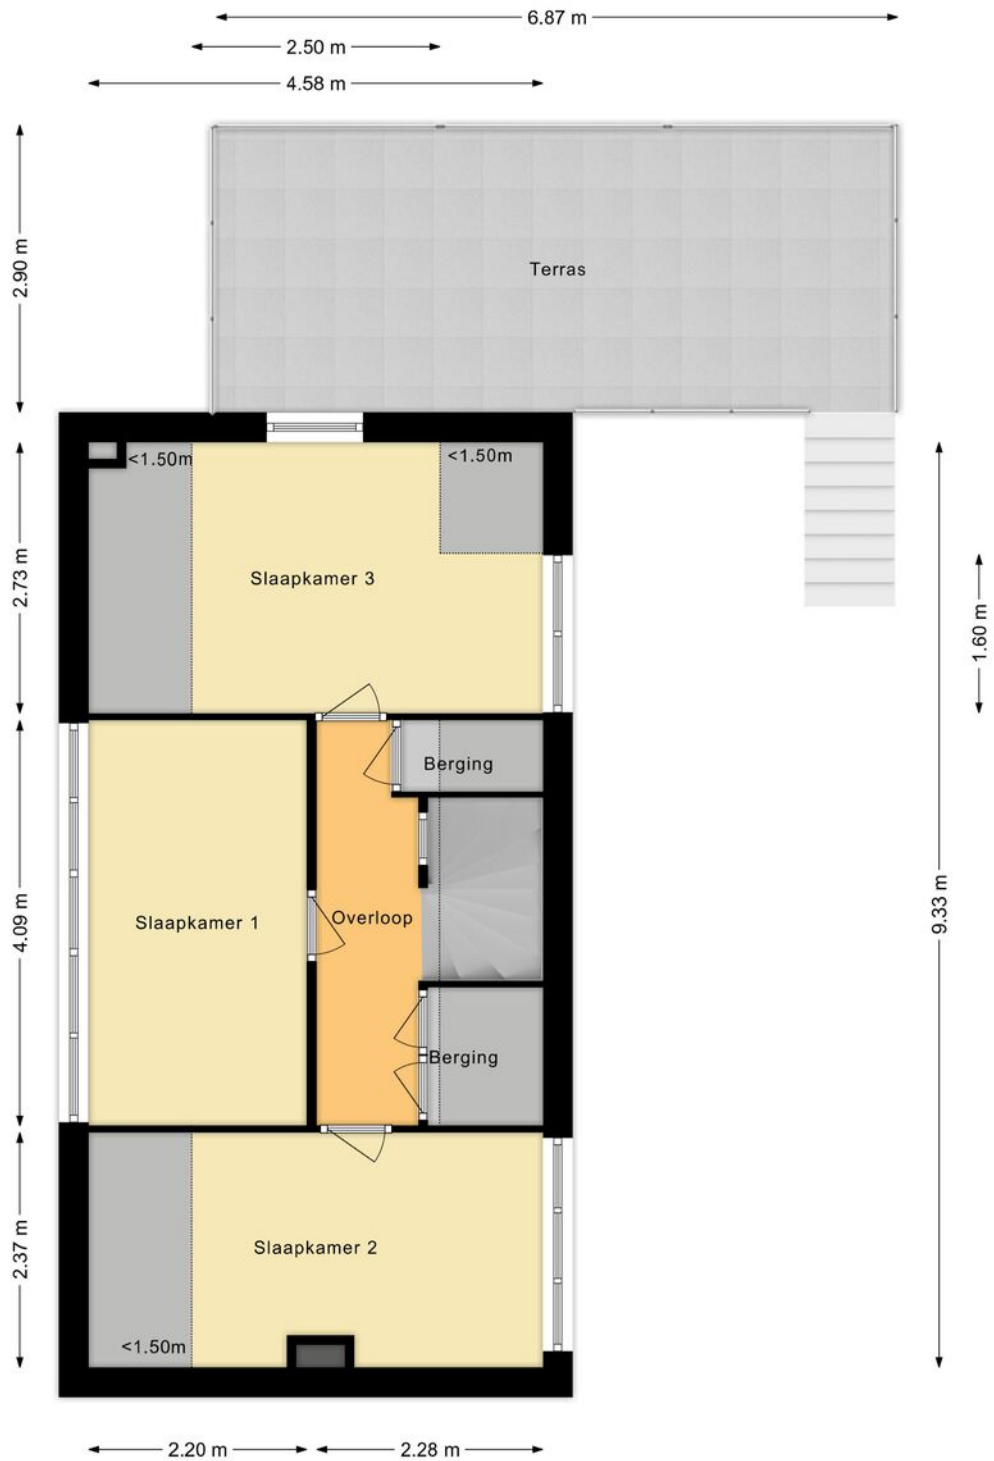 6.87 m
2.50 m
4.58 m
2.90 m
Terras
<1.50m
<1.50m
2.73 m
Slaapkamer 3
1.60 m
Berging
4.09 m
Slaapkamer 1
Overloop
9.33 m
Berging
2.37 m
Slaapkamer 2
<1.50m
2.20 m
2.28 m